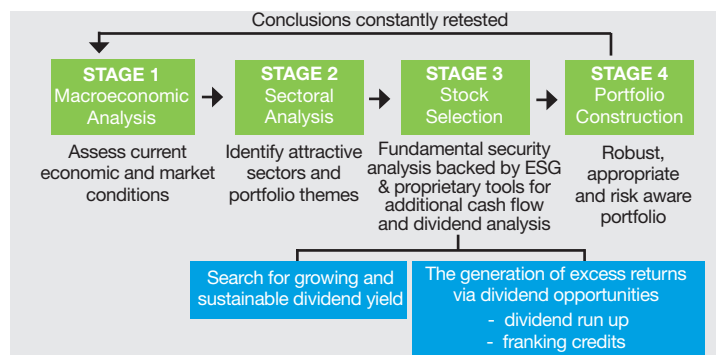 Conclusions constantly retested
STAGE 1
Macroeconomic
Analysis
Assess current
economic and market
conditions
STAGE 2
Sectoral
Analysis
Identify attractive
sectors and
portfolio themes
STAGE 3
Stock
Selection
Fundamental security
analysis backed by ESG
& proprietary tools for
additional cash flow
and dividend analysis
STAGE 4
Portfolio
Construction
Robust,
appropriate
and risk aware
portfolio
Search for growing and
sustainable dividend yield
The generation of excess returns
via dividend opportunities
- dividend run up
- franking credits